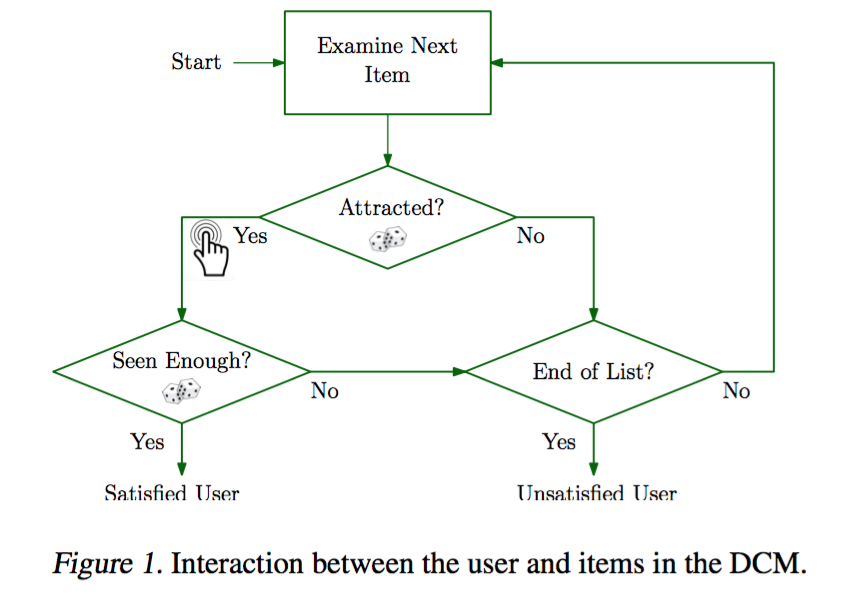 Examine Next
Item
Start
Attracted?
Yes
No
Seen Enough?
End of List?
No
No
Yes
Yes
Satisfied User
Unsatisfied User
Figure 1. Interaction between the user and items in the DCM.